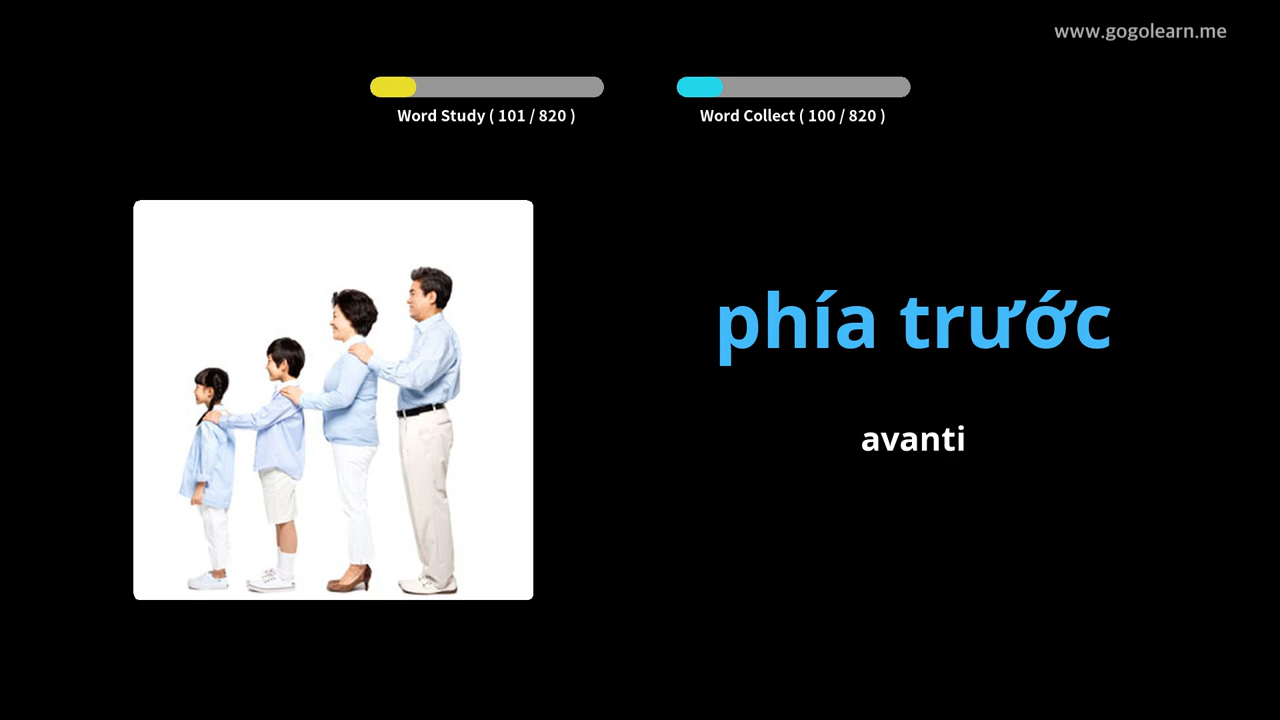 www.gogolearn.me
Word Study ( 101 / 820 )
Word Collect ( 100 / 820 )
phía trước
avanti